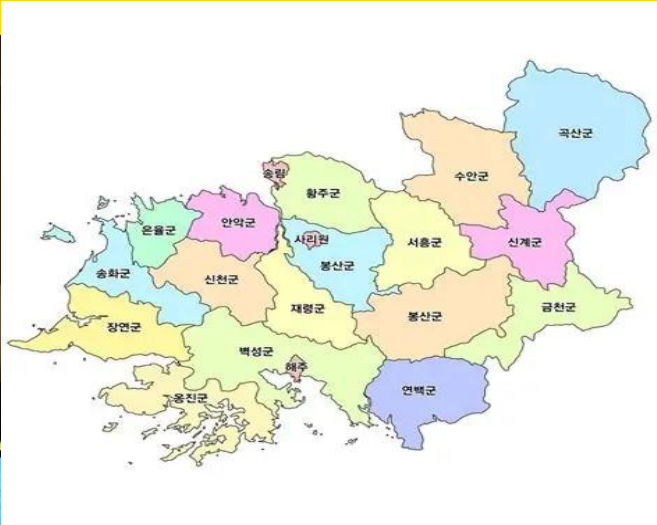 곡산군
송림
수안군
황주군
안악군
은율군
사리원
서흥군
신계군
봉산군
송화군
신천군
재령군
금천군
봉산군
장연군
벽성군
해주
연백군
옹진군